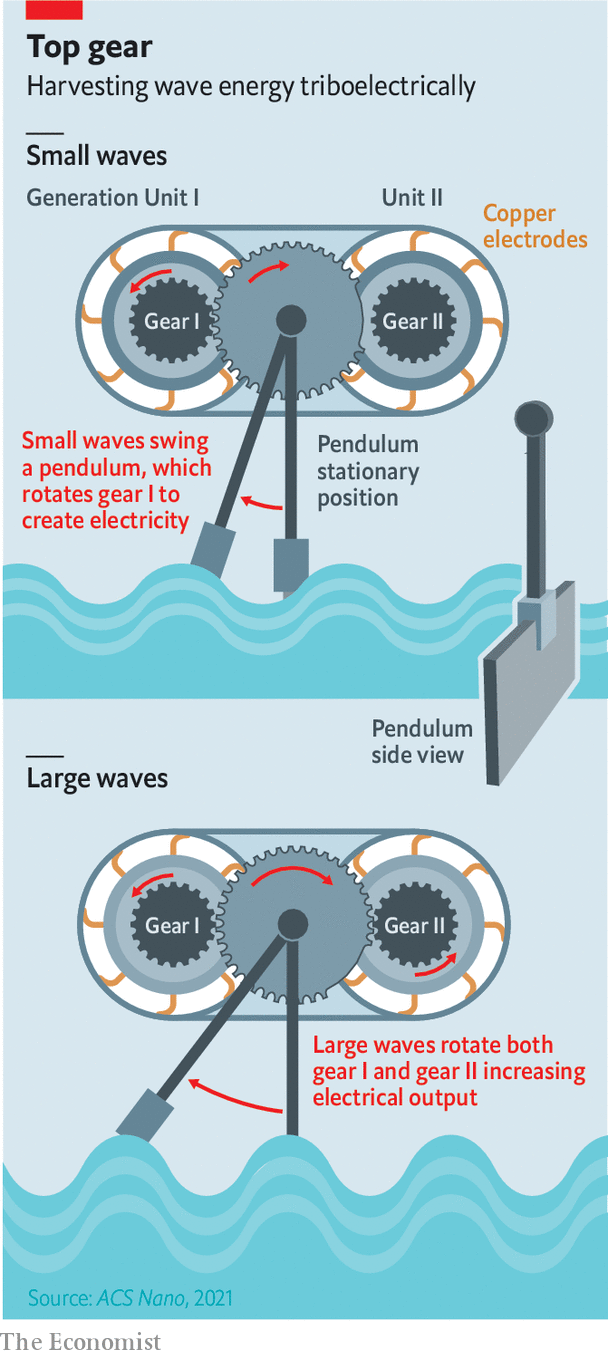 Top gear
Harvesting wave energy triboelectrically
Small waves
Generation Unit I
Unit II
Copper
electrodes
Gear I
Gear II
Small waves swing
a pendulum, which
rotates gear I to
create electricity
Pendulum
stationary
position
Pendulum
side view
Large waves
Gear I
Gear II
Large waves rotate both
gear I and gear II increasing
electrical output
Source: ACS Nano, 2021
The Economist